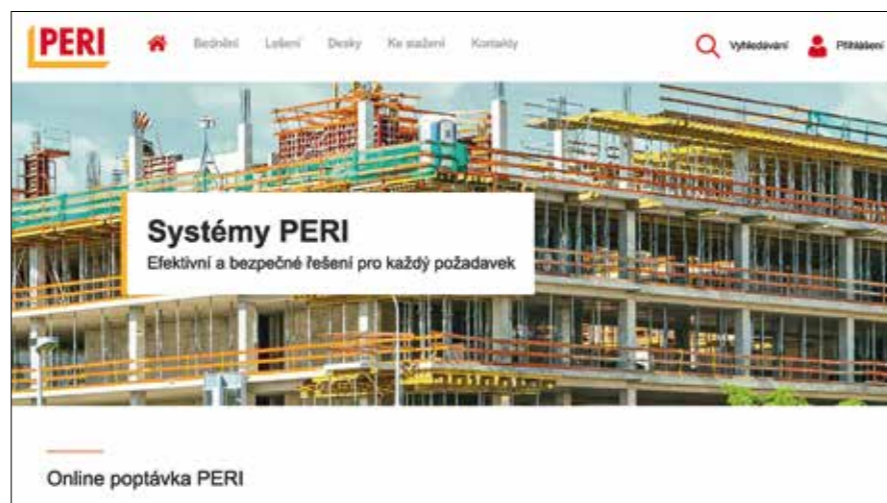 PERI
Bednění Lešení Desky Ke stažení Kontakty
Vyhledávání Přihlášení
Systémy PERI
Efektivní a bezpečné řešení pro každý požadavek
Online poptávka PERI